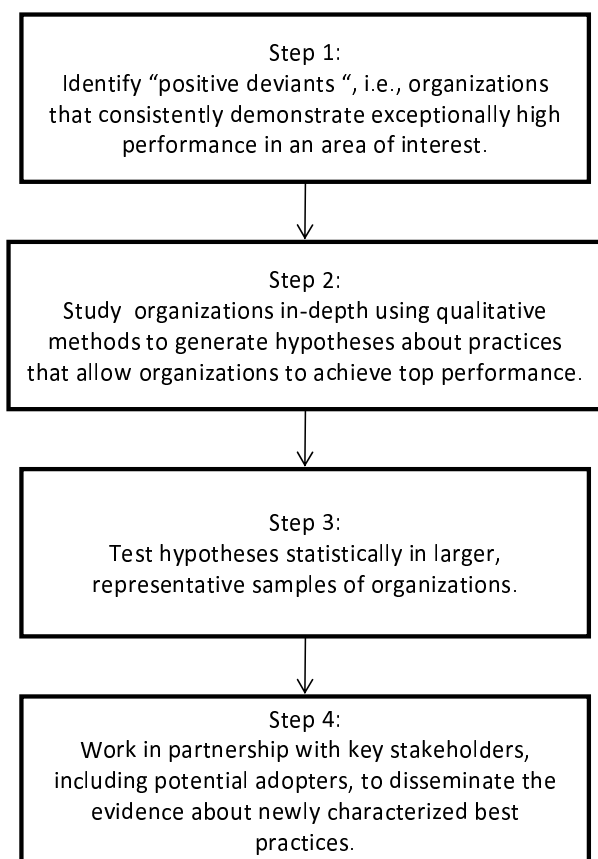 Step 1:
Identify “positive deviants “, i.e., organizations
that consistently demonstrate exceptionally high
performance in an area of interest.
Step 2:
Study organizations in-depth using qualitative
methods to generate hypotheses about practices
that allow organizations to achieve top performance.
Step 3:
Test hypotheses statistically in larger,
representative samples of organizations.
Step 4:
Work in partnership with key stakeholders,
including potential adopters, to disseminate the
evidence about newly characterized best
practices.